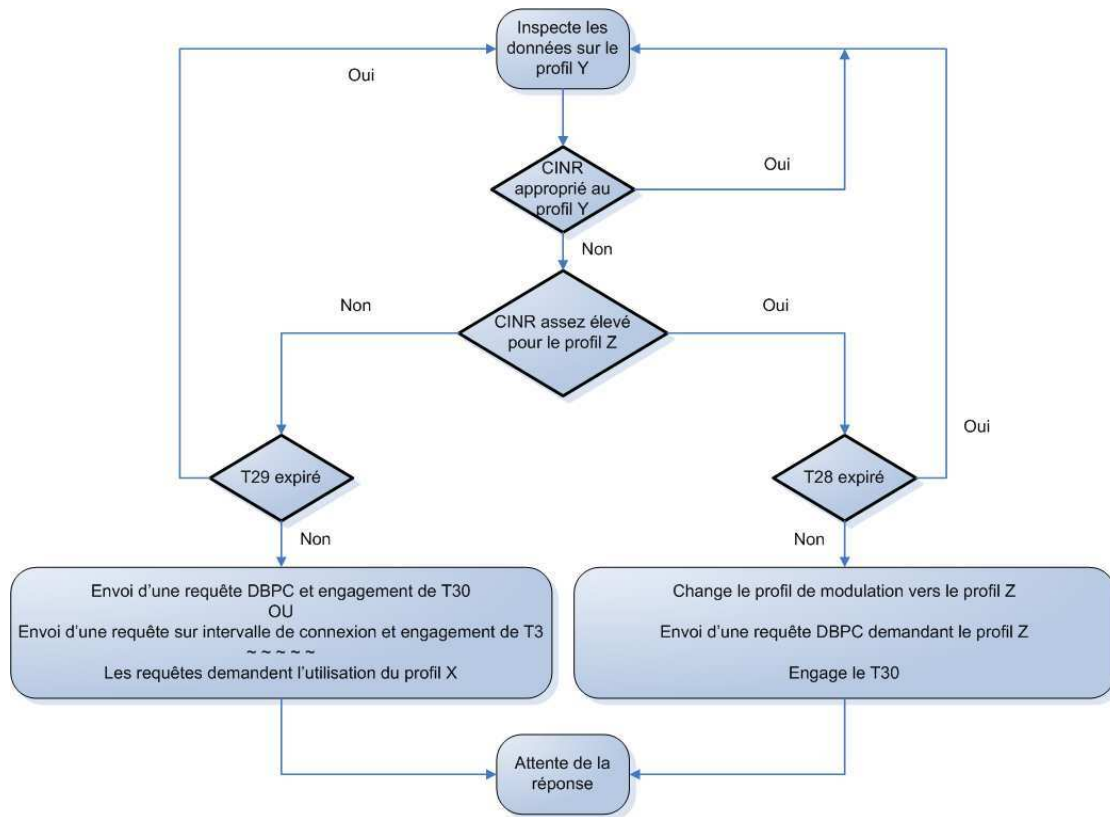 Inspecte les
données sur le
profil Y
Oui
CINR
approprié au
profil Y
Oui
Non
Non
CINR assez élevé
pour le profil Z
Oui
T29 expiré
T28 expiré
Oui
Non
Non
Envoi d'une requête DBPC et engagement de T30
OU
Envoi d'une requête sur intervalle de connexion et engagement de T3
~ ~ ~ ~ ~
Les requêtes demandent l'utilisation du profil X
Change le profil de modulation vers le profil Z
Envoi d'une requête DBPC demandant le profil Z
Engage le T30
Attente de la
réponse